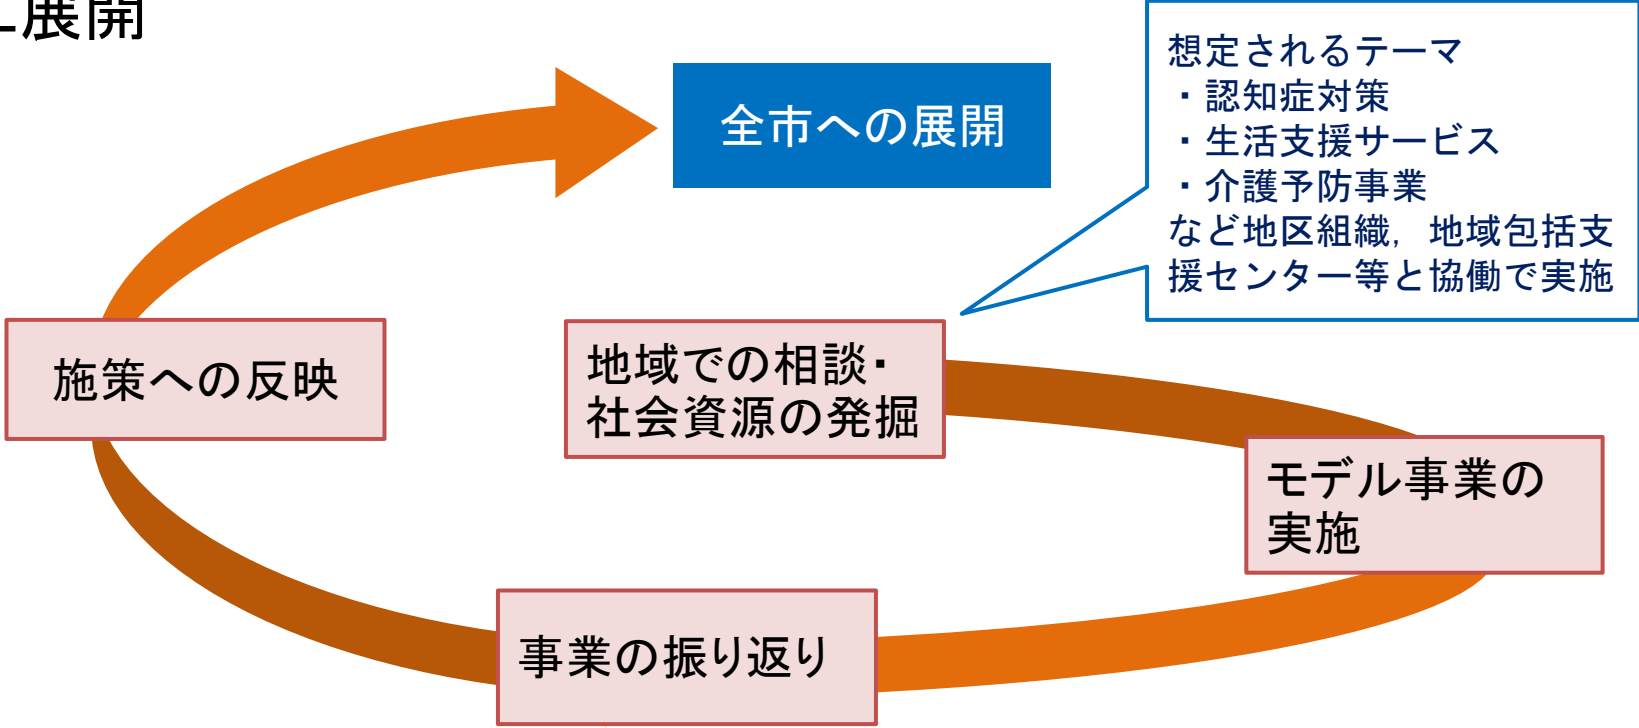 展開
全市への展開
想定されるテーマ
・認知症対策
・生活支援サービス
・介護予防事業
など地区組織，地域包括支
援センター等と協働で実施
施策への反映
地域での相談・
社会資源の発掘
モデル事業の
実施
事業の振り返り